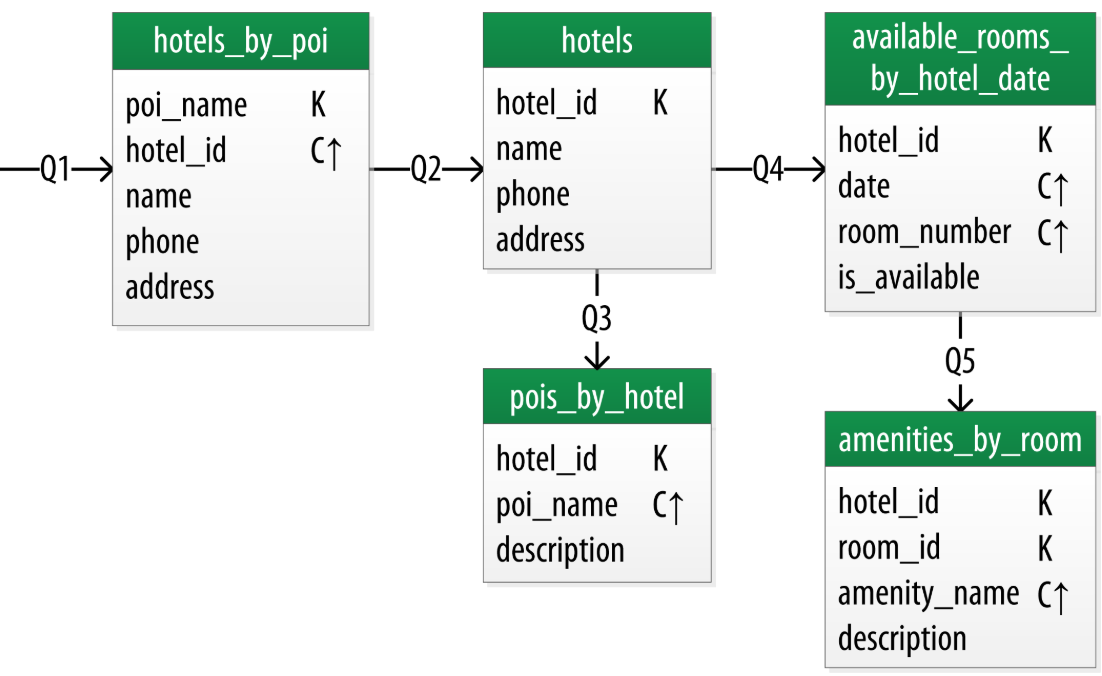 Q1
hotels_by_poi
poi_name K
hotel_id C↑
name
phone
address
Q2
hotels
hotel_id K
name
phone
address
Q3
pois_by_hotel
hotel_id K
poi_name C↑
description
Q4
available_rooms_
by_hotel_date
hotel_id K
date C↑
room_number C↑
is_available
Q5
amenities_by_room
hotel_id K
room_id K
amenity_name C↑
description